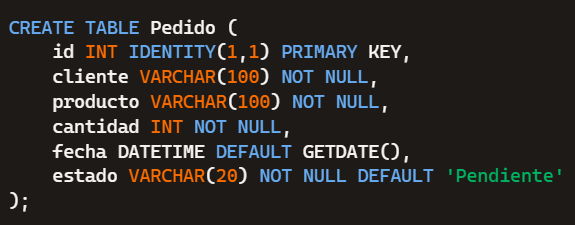 CREATE TABLE Pedido (
    id INT IDENTITY(1,1) PRIMARY KEY,
    cliente VARCHAR(100) NOT NULL,
    producto VARCHAR(100) NOT NULL,
    cantidad INT NOT NULL,
    fecha DATETIME DEFAULT GETDATE(),
    estado VARCHAR(20) NOT NULL DEFAULT 'Pendiente'
);